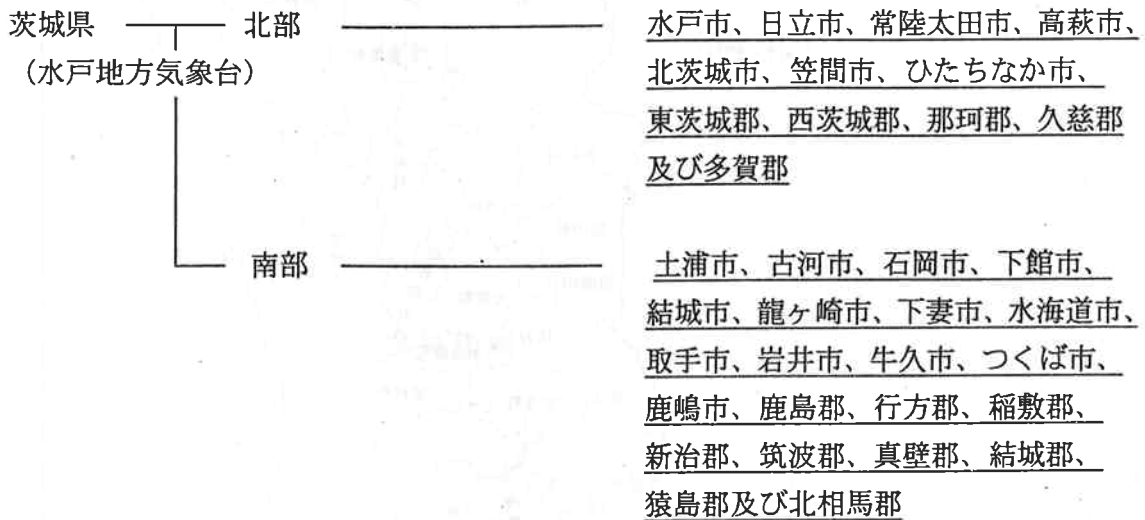 茨城県 北部 水戸市、日立市、常陸太田市、高萩市、
(水戸地方気象台) 北茨城市、笠間市、ひたちなか市、
東茨城郡、西茨城郡、那珂郡、久慈郡
及び多賀郡
南部 土浦市、古河市、石岡市、下館市、
結城市、龍ヶ崎市、下妻市、水海道市、
取手市、岩井市、牛久市、つくば市、
鹿嶋市、鹿島郡、行方郡、稲敷郡、
新治郡、筑波郡、真壁郡、結城郡、
猿島郡及び北相馬郡